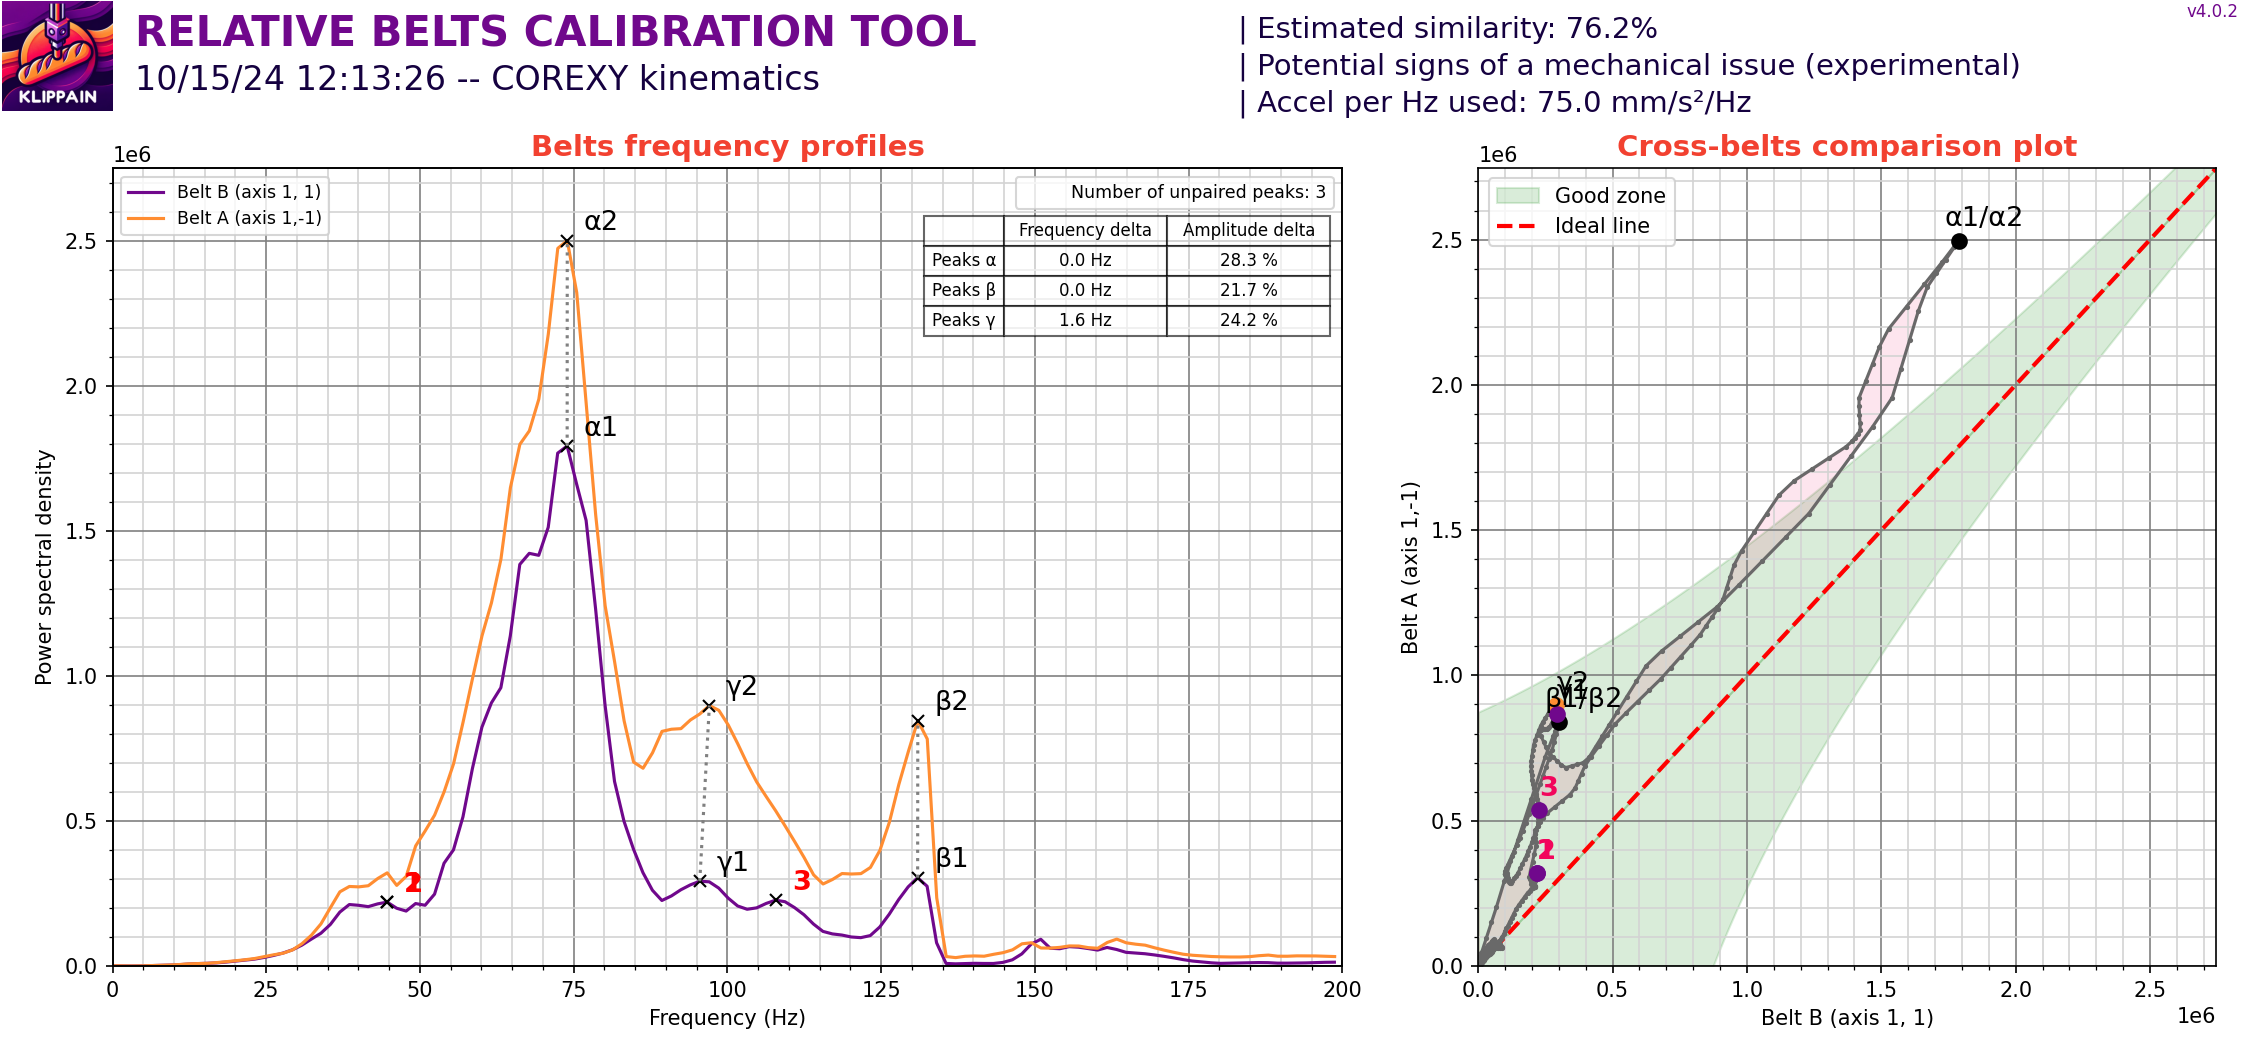 KLIPPAIN
RELATIVE BELTS CALIBRATION TOOL
10/15/24 12:13:26 -- COREXY kinematics
| Estimated similarity: 76.2%
| Potential signs of a mechanical issue (experimental)
| Accel per Hz used: 75.0 mm/s²/Hz
v4.0.2
Belts frequency profiles
1e6
Belt B (axis 1, 1)
Belt A (axis 1,-1)
Number of unpaired peaks: 3
Frequency delta Amplitude delta
Peaks α 0.0 Hz 28.3 %
Peaks β 0.0 Hz 21.7 %
Peaks γ 1.6 Hz 24.2 %
α2
α1
γ2
β2
γ1
β1
3
Power spectral density
2.5
2.0
1.5
1.0
0.5
0.0
0 25 50 75 100 125 150 175 200
Frequency (Hz)
Cross-belts comparison plot
1e6
Good zone
Ideal line
α1/α2
γ2
β1/β2
3
Belt A (axis 1,-1)
2.5
2.0
1.5
1.0
0.5
0.0
0.0 0.5 1.0 1.5 2.0 2.5
Belt B (axis 1, 1)
1e6